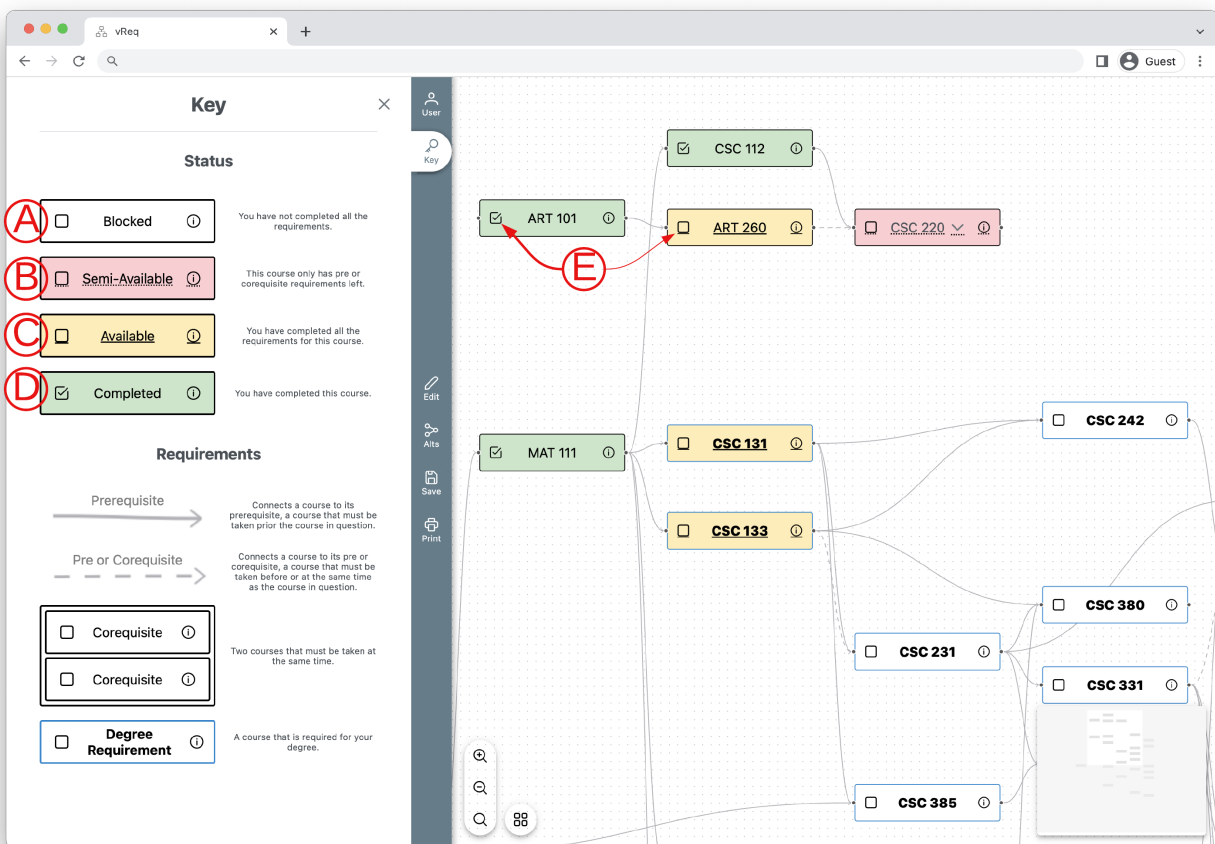 vReq
Guest
Key
Status
A
Blocked
You have not completed all the
requirements.
B
Semi-Available
This course only has pre or
corequisite requirements left.
C
Available
You have completed all the
requirements for this course.
D
Completed
You have completed this course.
Requirements
Prerequisite
Connects a course to its
prerequisite, a course that must be
taken prior the course in question.
Pre or Corequisite
Connects a course to its pre or
corequisite, a course that must be
taken before or at the same time
as the course in question.
Corequisite
Corequisite
Two courses that must be taken at
the same time.
Degree
Requirement
A course that is required for your
degree.
User
Key
Edit
Alts
Save
Print
CSC 112
ART 101
ART 260
CSC 220
E
MAT 111
CSC 131
CSC 133
CSC 242
CSC 380
CSC 231
CSC 331
CSC 385